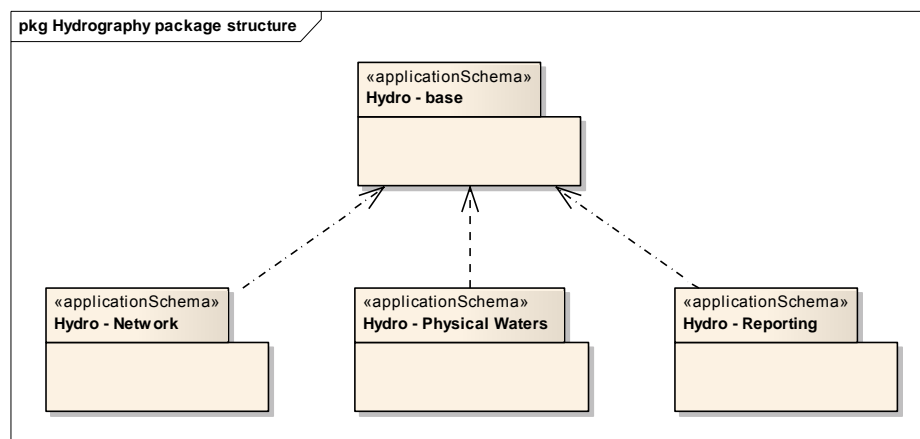 pkg Hydrography package structure
«applicationSchema»
Hydro - base
«applicationSchema»
Hydro - Network
«applicationSchema»
Hydro - Physical Waters
«applicationSchema»
Hydro - Reporting